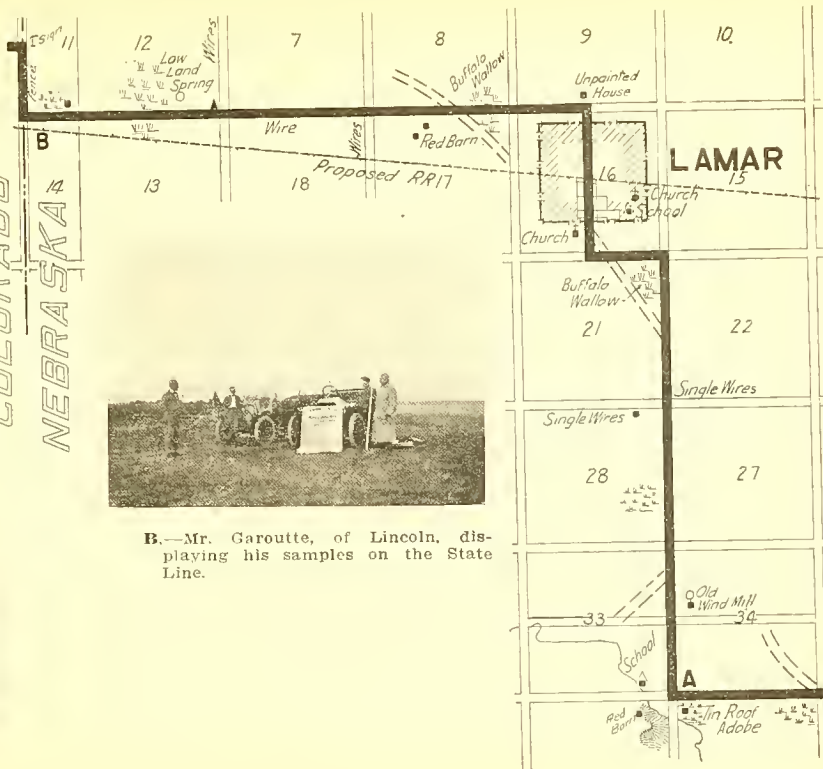 I Sign
11
12
7
8
9
10
Wires
Low
Land
Spring
Buffalo
Wallow
Unpainted
House
Fences
A
B
Wire
Wires
Red Barn
Proposed RR
17
14
13
18
16
LAMAR
15
Church
School
Church
COLORADO
NEBRASKA
Buffalo
Wallow
21
22
Single Wires
Single Wires
28
27
B.—Mr. Garoutte, of Lincoln, dis-
playing his samples on the State
Line.
Old
Wind Mill
33
34
School
A
Red
Barn
Tin Roof
Adobe